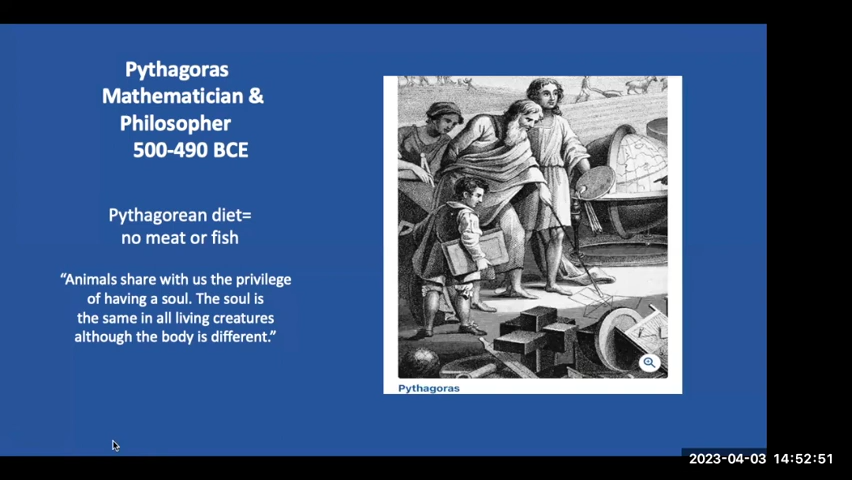 Pythagoras
Mathematician &
Philosopher
500-490 BCE
Pythagorean diet=
no meat or fish
“Animals share with us the privilege
of having a soul. The soul is
the same in all living creatures
although the body is different.”
Pythagoras
2023-04-03 14:52:51